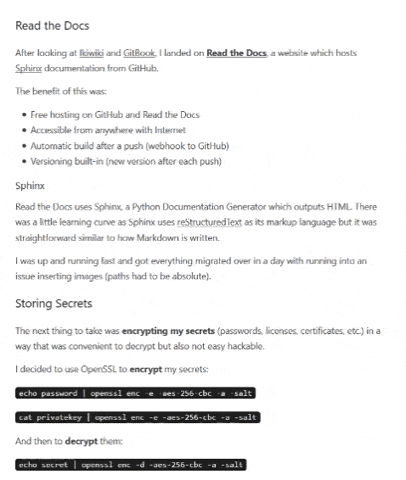 Read the Docs
After looking at Ikiwiki and GitBook, I landed on Read the Docs, a website which hosts
Sphinx documentation from GitHub.
The benefit of this was:
• Free hosting on GitHub and Read the Docs
• Accessible from anywhere with Internet
• Automatic build after a push (webhook to GitHub)
• Versioning built-in (new version after each push)
Sphinx
Read the Docs uses Sphinx, a Python Documentation Generator which outputs HTML. There
was a little learning curve as Sphinx uses reStructuredText as its markup language but it was
straightforward similar to how Markdown is written.
I was up and running fast and got everything migrated over in a day with running into an
issue inserting images (paths had to be absolute).
Storing Secrets
The next thing to take was encrypting my secrets (passwords, licenses, certificates, etc.) in a
way that was convenient to decrypt but also not easy hackable.
I decided to use OpenSSL to encrypt my secrets:
echo password | openssl enc -e -aes-256-cbc -a -salt
cat privatekey | openssl enc -e -aes-256-cbc -a -salt
And then to decrypt them:
echo secret | openssl enc -d -aes-256-cbc -a -salt